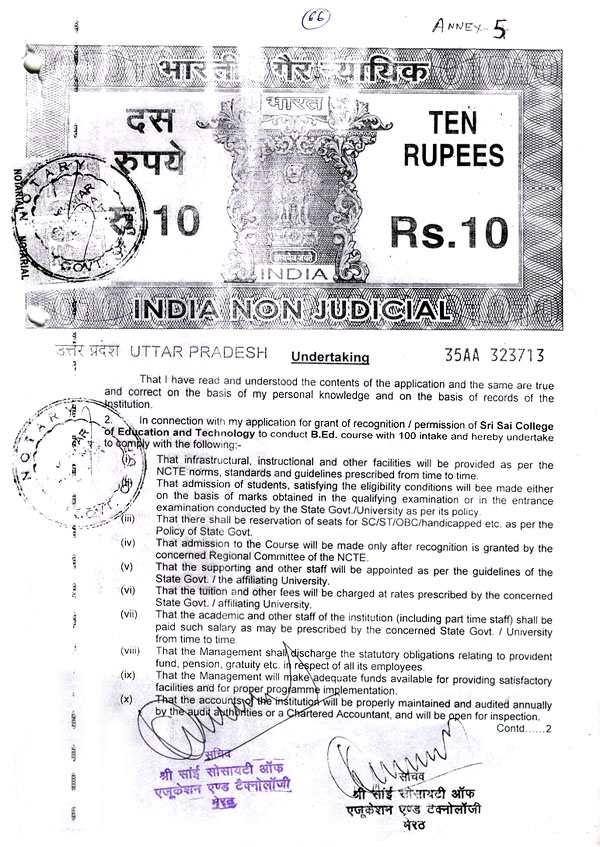 66
ANNEX-5
भारतीय गैर न्यायिक
भारत
दस
रुपये
रु 10
TEN
RUPEES
Rs.10
सत्यमेव जयते
INDIA
INDIA NON JUDICIAL
NOTARY
GOVT.
NOTARIAL NOTARIAL
उत्तर प्रदेश UTTAR PRADESH
Undertaking
35AA 323713
That I have read and understood the contents of the application and the same are true
and correct on the basis of my personal knowledge and on the basis of records of the
Institution.
2. In connection with my application for grant of recognition / permission of Sri Sai College
of Education and Technology to conduct B.Ed. course with 100 intake and hereby undertake
to comply with the following:-
NOTARY
(i) That infrastructural, instructional and other facilities will be provided as per the
NCTE norms, standards and guidelines prescribed from time to time.
(ii) That admission of students, satisfying the eligibility conditions will bee made either
on the basis of marks obtained in the qualifying examination or in the entrance
examination conducted by the State Govt./University as per its policy.
(iii) That there shall be reservation of seats for SC/ST/OBC/handicapped etc. as per the
Policy of State Govt.
(iv) That admission to the Course will be made only after recognition is granted by the
concerned Regional Committee of the NCTE.
(v) That the supporting and other staff will be appointed as per the guidelines of the
State Govt. / the affiliating University.
(vi) That the tuition and other fees will be charged at rates prescribed by the concerned
State Govt. / affiliating University.
(vii) That the academic and other staff of the institution (including part time staff) shall be
paid such salary as may be prescribed by the concerned State Govt. / University
from time to time.
(viii) That the Management shall discharge the statutory obligations relating to provident
fund, pension, gratuity etc. in respect of all its employees.
(ix) That the Management will make adequate funds available for providing satisfactory
facilities and for proper programme implementation.
(x) That the accounts of the institution will be properly maintained and audited annually
by the audit authorities or a Chartered Accountant, and will be open for inspection.
Contd......2
सचिव
श्री सांई सोसायटी ऑफ
एजूकेशन एण्ड टैक्नोलॉजी
मेरठ
सचिव
श्री सांई सोसायटी ऑफ
एजूकेशन एण्ड टैक्नोलॉजी
मेरठ